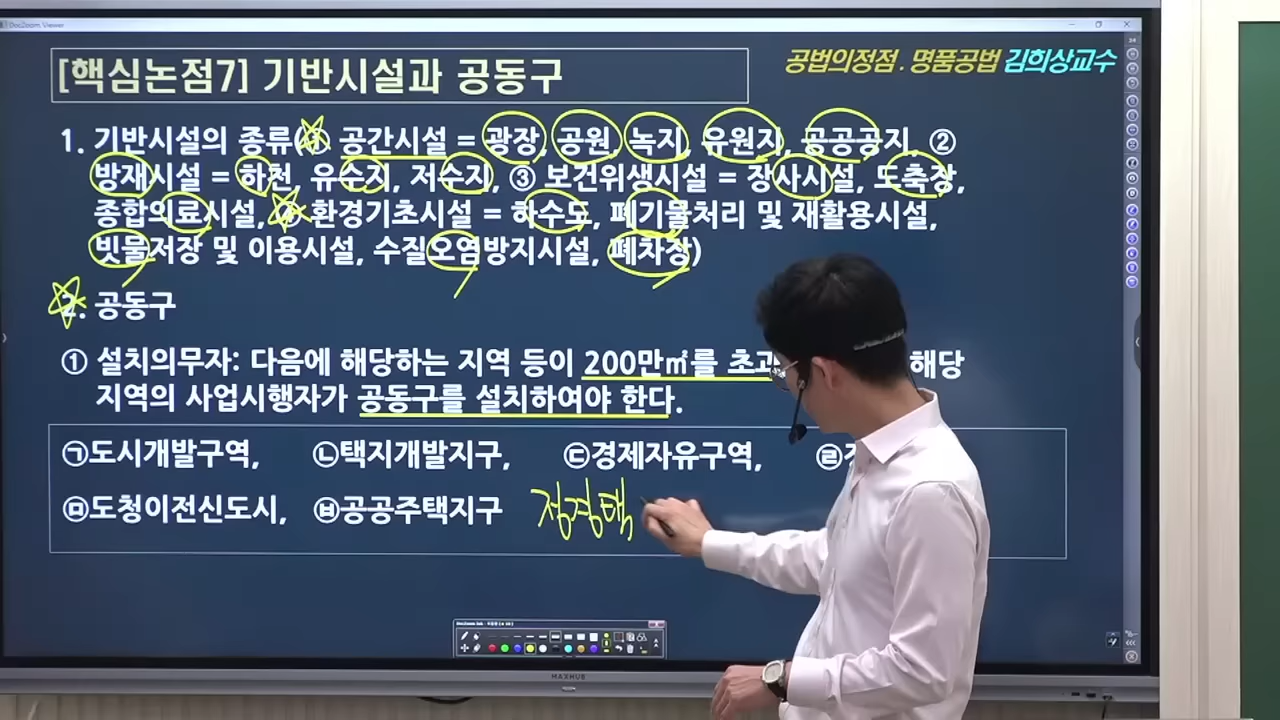 DocZoom Viewer
[핵심논점7] 기반시설과 공동구
공법의정점. 명품공법 김희상교수
1. 기반시설의 종류(① 공간시설 = 광장, 공원, 녹지, 유원지, 공공공지, ②
방재시설 = 하천, 유수지, 저수지, ③ 보건위생시설 = 장사시설, 도축장,
종합의료시설, ④ 환경기초시설 = 하수도, 폐기물처리 및 재활용시설,
빗물저장 및 이용시설, 수질오염방지시설, 폐차장)
2. 공동구
① 설치의무자: 다음에 해당하는 지역 등이 200만㎡를 해당
지역의 사업시행자가 공동구를 설치하여야 한다.
㉠도시개발구역, ㉡택지개발지구, ㉢경제자유구역, ㉣
㉤도청이전신도시, ㉥공공주택지구 정경택
MAXHUB